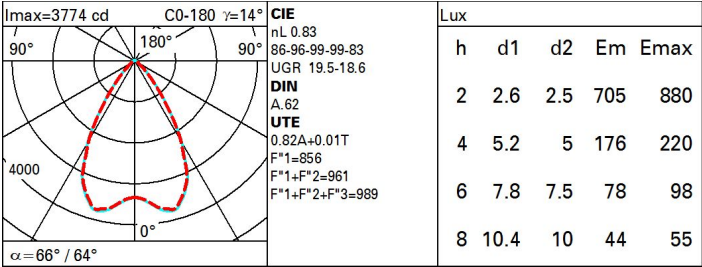 Imax=3774 cd C0-180 γ=14°
90° 180° 90°
4000
0°
α=66° / 64°
CIE
nL 0.83
86-96-99-99-83
UGR 19.5-18.6
DIN
A.62
UTE
0.82A+0.01T
F"1=856
F"1+F"2=961
F"1+F"2+F"3=989
Lux
h d1 d2 Em Emax
2 2.6 2.5 705 880
4 5.2 5 176 220
6 7.8 7.5 78 98
8 10.4 10 44 55